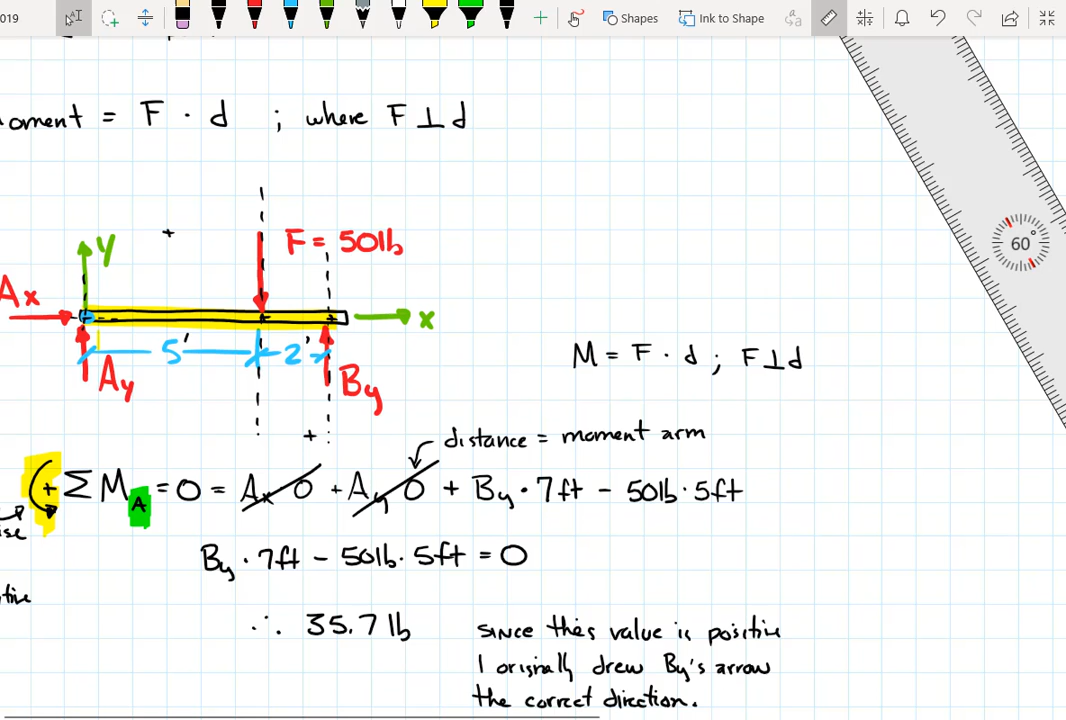 019
Shapes
Ink to Shape
oment = F · d ; where F ⊥ d
60°
y
F = 50lb
Ax
x
5' 2'
Ay
By
M = F · d ; F ⊥ d
distance = moment arm
+ Σ M A = 0 = Ax 0 + Ay 0 + By · 7ft - 50lb · 5ft
By · 7ft - 50lb · 5ft = 0
∴ 35.7 lb
since this value is positive
I originally drew By's arrow
the correct direction.